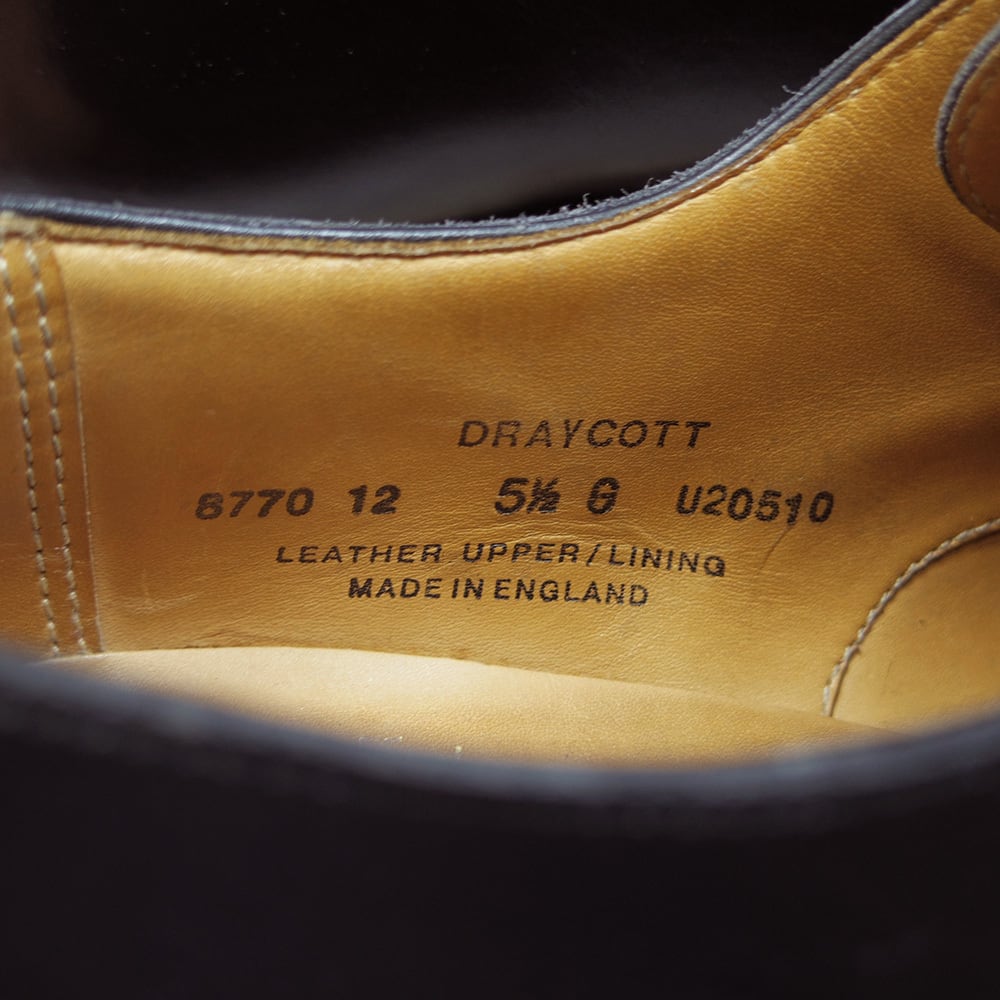 DRAYCOTT
8770 12 5½ G U20510
LEATHER UPPER/LINING
MADE IN ENGLAND